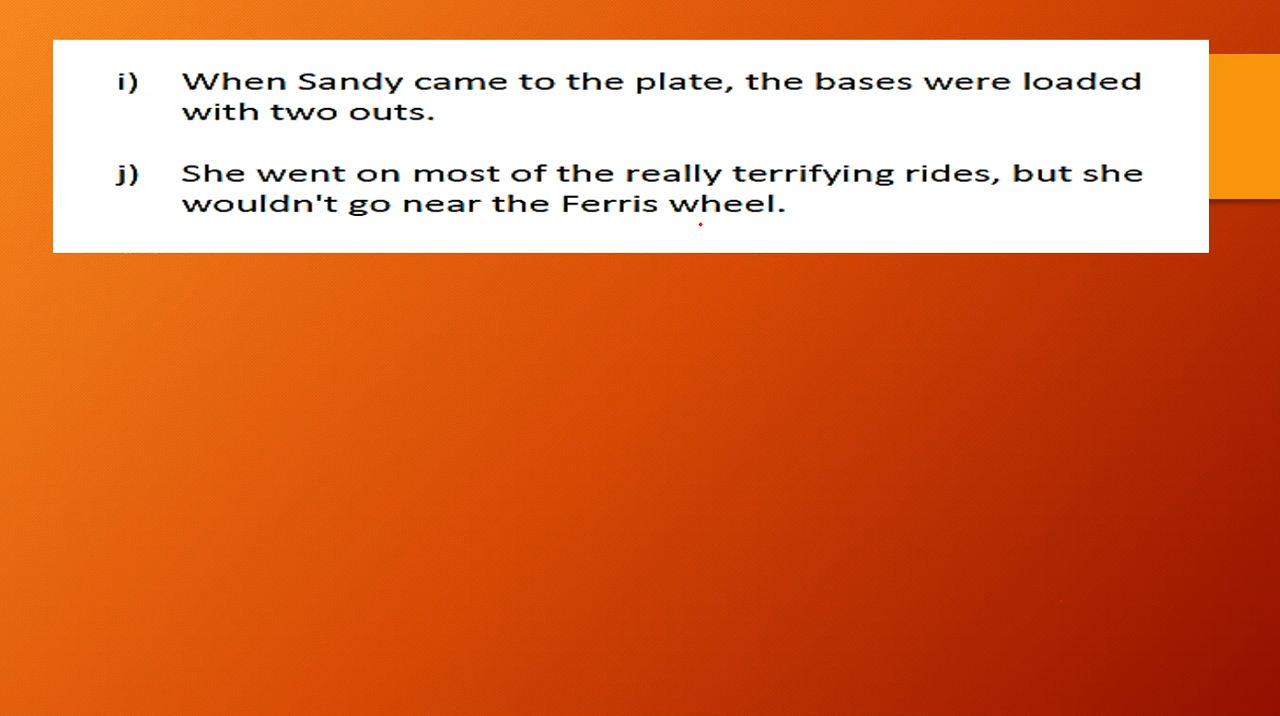 i) When Sandy came to the plate, the bases were loaded
with two outs.
j) She went on most of the really terrifying rides, but she
wouldn't go near the Ferris wheel.